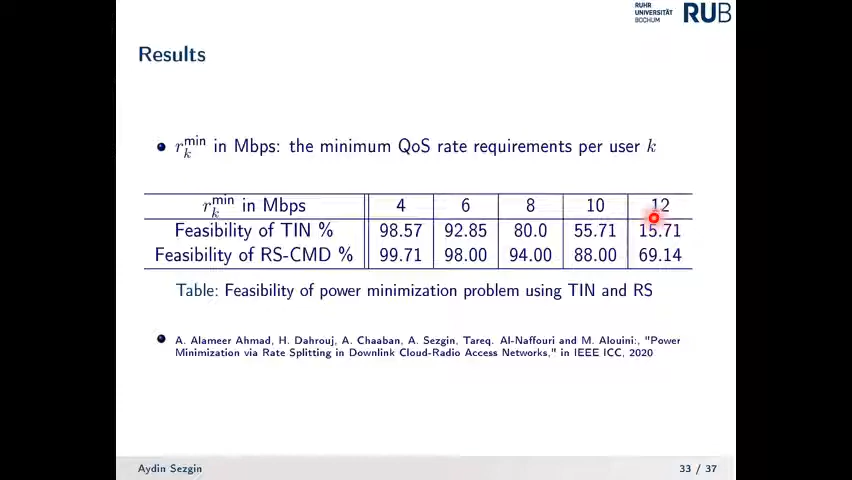 RUHR
UNIVERSITÄT
BOCHUM
RUB
Results
r_k^min in Mbps: the minimum QoS rate requirements per user k
r_k^min in Mbps 4 6 8 10 12
Feasibility of TIN % 98.57 92.85 80.0 55.71 15.71
Feasibility of RS-CMD % 99.71 98.00 94.00 88.00 69.14
Table: Feasibility of power minimization problem using TIN and RS
A. Alameer Ahmad, H. Dahrouj, A. Chaaban, A. Sezgin, Tareq. Al-Naffouri and M. Alouini:, "Power
Minimization via Rate Splitting in Downlink Cloud-Radio Access Networks," in IEEE ICC, 2020
Aydin Sezgin 33 / 37